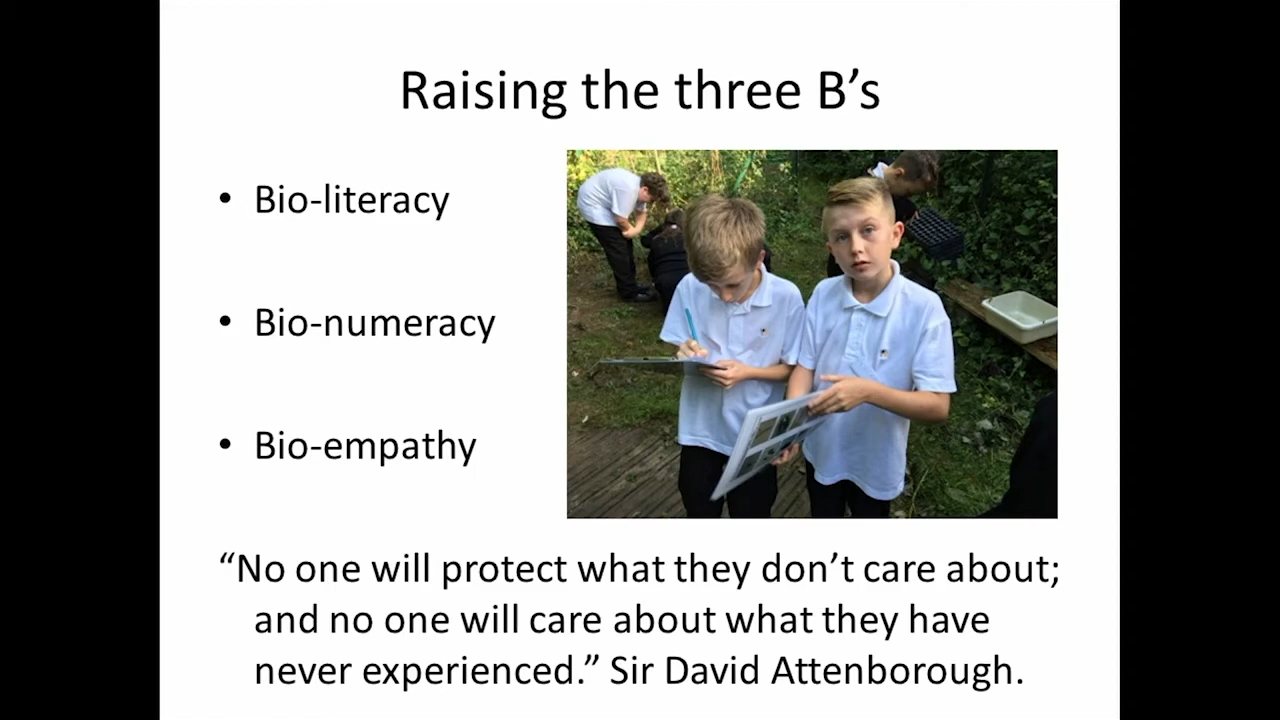 Raising the three B’s
• Bio-literacy
• Bio-numeracy
• Bio-empathy
“No one will protect what they don’t care about;
and no one will care about what they have
never experienced.” Sir David Attenborough.